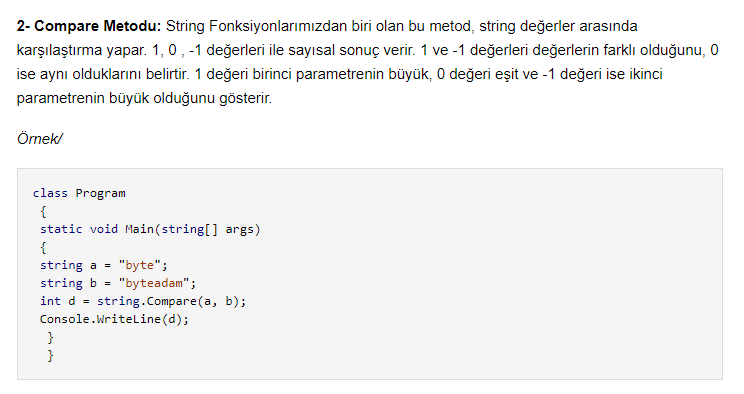 2- Compare Metodu: String Fonksiyonlarımızdan biri olan bu metod, string değerler arasında
karşılaştırma yapar. 1, 0 , -1 değerleri ile sayısal sonuç verir. 1 ve -1 değerleri değerlerin farklı olduğunu, 0
ise aynı olduklarını belirtir. 1 değeri birinci parametrenin büyük, 0 değeri eşit ve -1 değeri ise ikinci
parametrenin büyük olduğunu gösterir.
Örnek/
class Program
{
static void Main(string[] args)
{
string a = "byte";
string b = "byteadam";
int d = string.Compare(a, b);
Console.WriteLine(d);
}
}